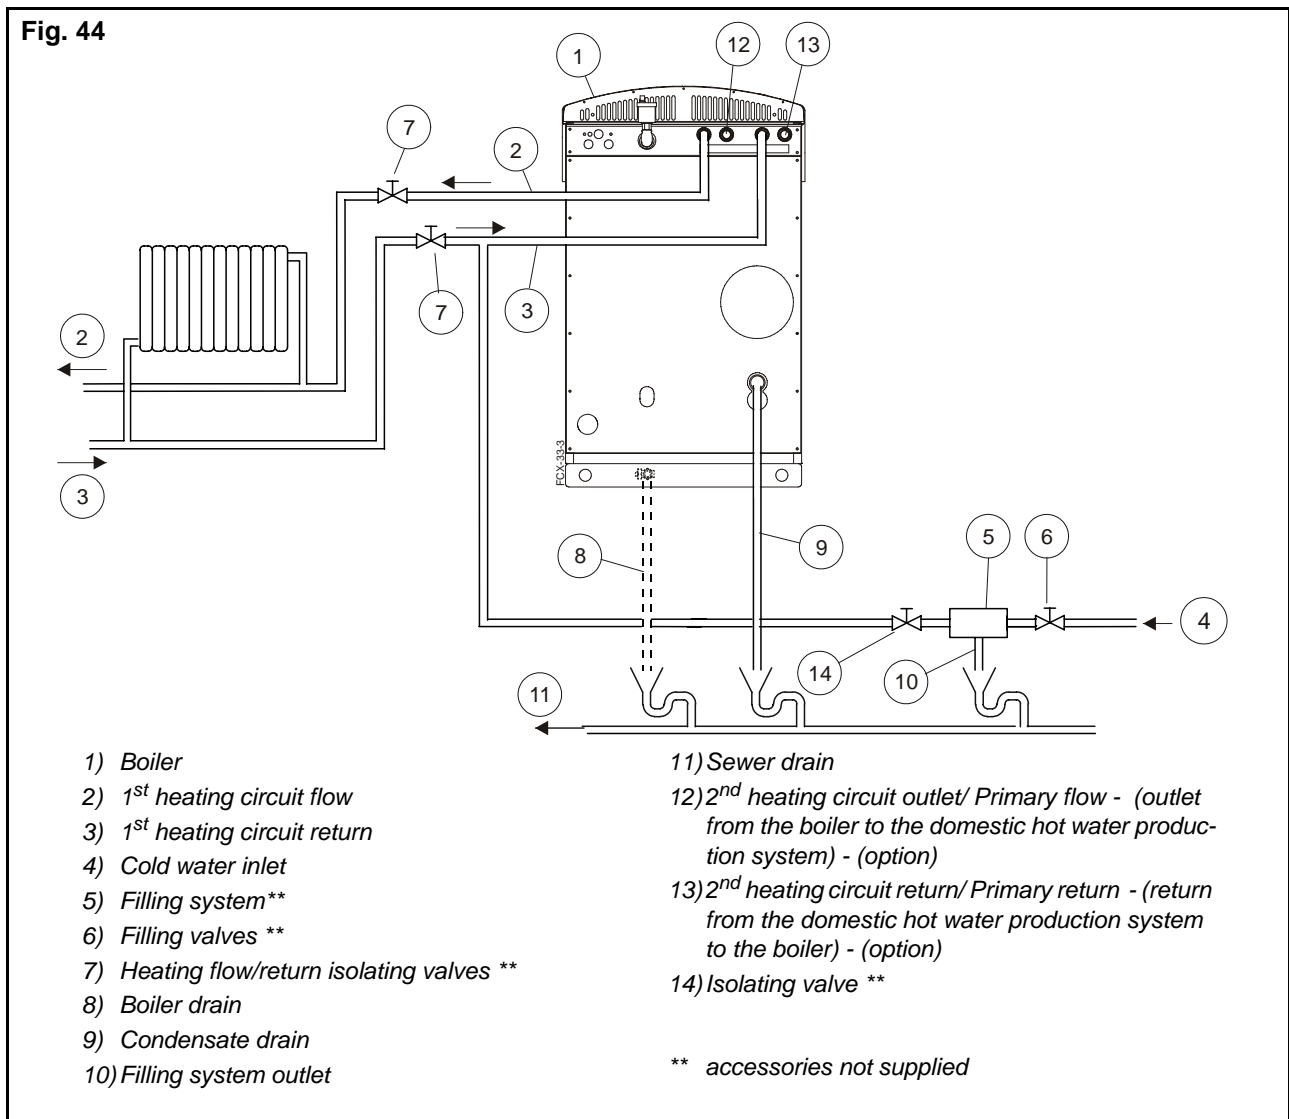 Fig. 44
1
12
13
7
2
7
3
2
3
FCX-33-3
8
9
5
6
4
14
10
11
1) Boiler
2) 1st heating circuit flow
3) 1st heating circuit return
4) Cold water inlet
5) Filling system**
6) Filling valves **
7) Heating flow/return isolating valves **
8) Boiler drain
9) Condensate drain
10) Filling system outlet
11) Sewer drain
12) 2nd heating circuit outlet/ Primary flow - (outlet
from the boiler to the domestic hot water produc-
tion system) - (option)
13) 2nd heating circuit return/ Primary return - (return
from the domestic hot water production system
to the boiler) - (option)
14) Isolating valve **
** accessories not supplied